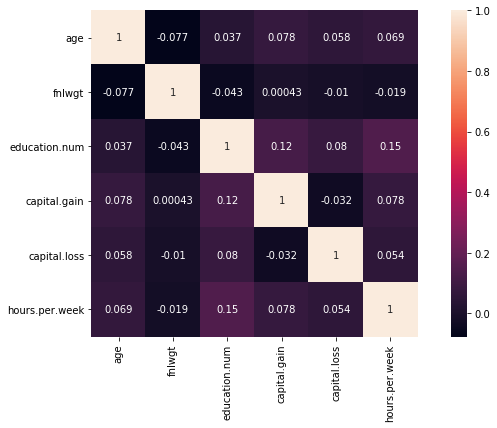 age 1 -0.077 0.037 0.078 0.058 0.069
fnlwgt -0.077 1 -0.043 0.00043 -0.01 -0.019
education.num 0.037 -0.043 1 0.12 0.08 0.15
capital.gain 0.078 0.00043 0.12 1 -0.032 0.078
capital.loss 0.058 -0.01 0.08 -0.032 1 0.054
hours.per.week 0.069 -0.019 0.15 0.078 0.054 1
age fnlwgt education.num capital.gain capital.loss hours.per.week
1.0
0.8
0.6
0.4
0.2
0.0